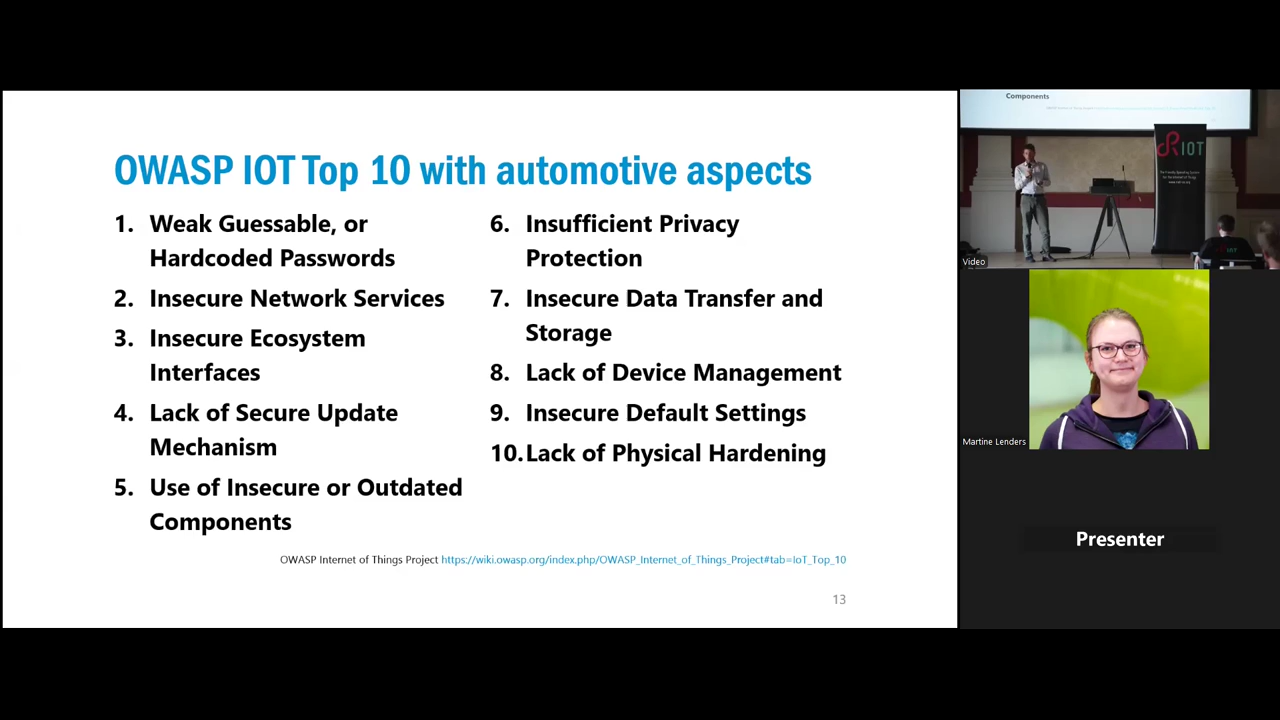 OWASP IOT Top 10 with automotive aspects
1. Weak Guessable, or
Hardcoded Passwords
2. Insecure Network Services
3. Insecure Ecosystem
Interfaces
4. Lack of Secure Update
Mechanism
5. Use of Insecure or Outdated
Components
6. Insufficient Privacy
Protection
7. Insecure Data Transfer and
Storage
8. Lack of Device Management
9. Insecure Default Settings
10. Lack of Physical Hardening
OWASP Internet of Things Project https://wiki.owasp.org/index.php/OWASP_Internet_of_Things_Project#tab=IoT_Top_10
13
Components
RIOT
Video
Martine Lenders
Presenter